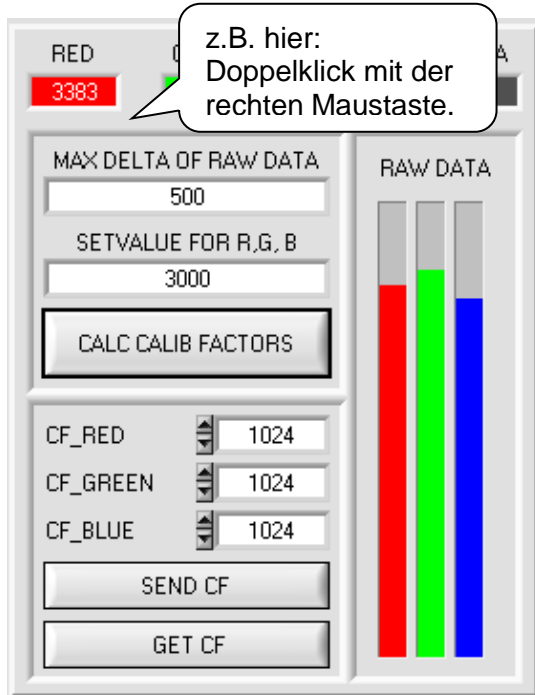 RED
z.B. hier:
Doppelklick mit der
rechten Maustaste.
3383
MAX DELTA OF RAW DATA
500
SETVALUE FOR R,G, B
3000
CALC CALIB FACTORS
RAW DATA
CF_RED 1024
CF_GREEN 1024
CF_BLUE 1024
SEND CF
GET CF